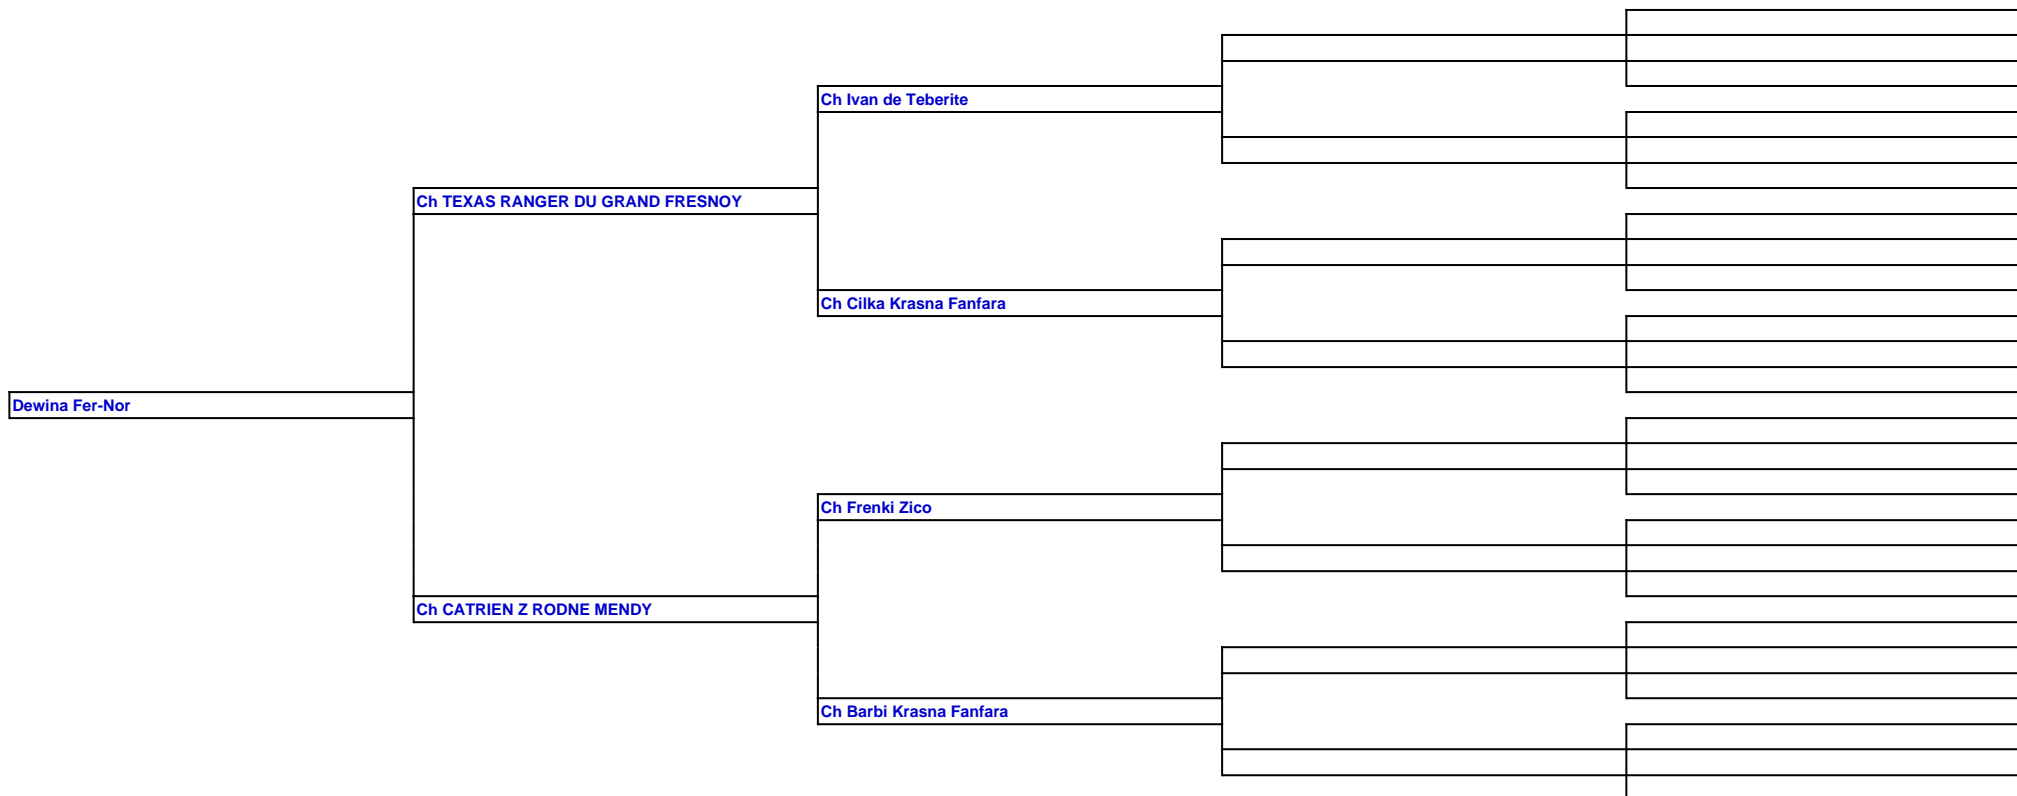 Ch Ivan de Teberite
Ch TEXAS RANGER DU GRAND FRESNOY
Ch Cilka Krasna Fanfara
Dewina Fer-Nor
Ch Frenki Zico
Ch CATRIEN Z RODNE MENDY
Ch Barbi Krasna Fanfara